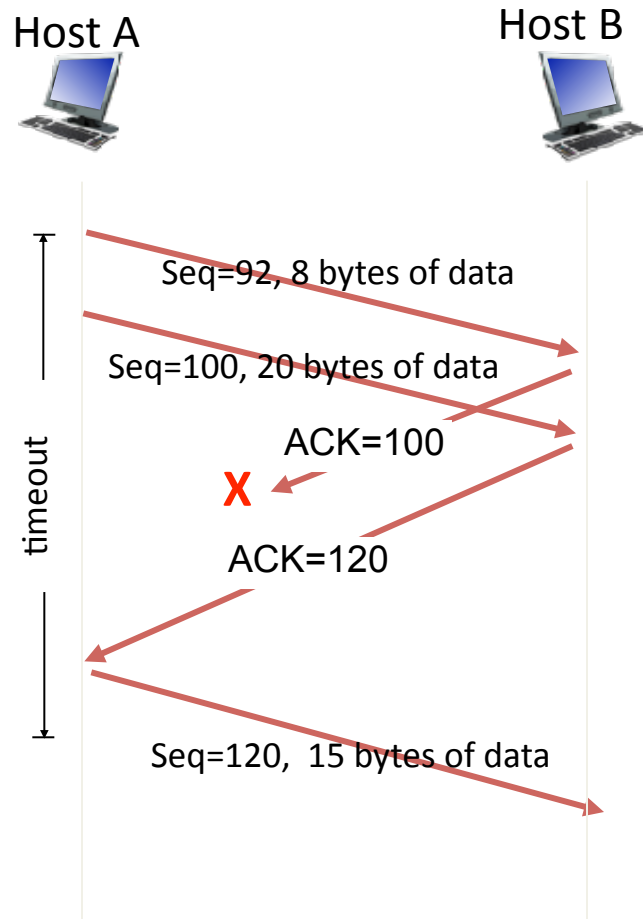 Host A
Host B
Seq=92, 8 bytes of data
Seq=100, 20 bytes of data
ACK=100
X
timeout
ACK=120
Seq=120, 15 bytes of data